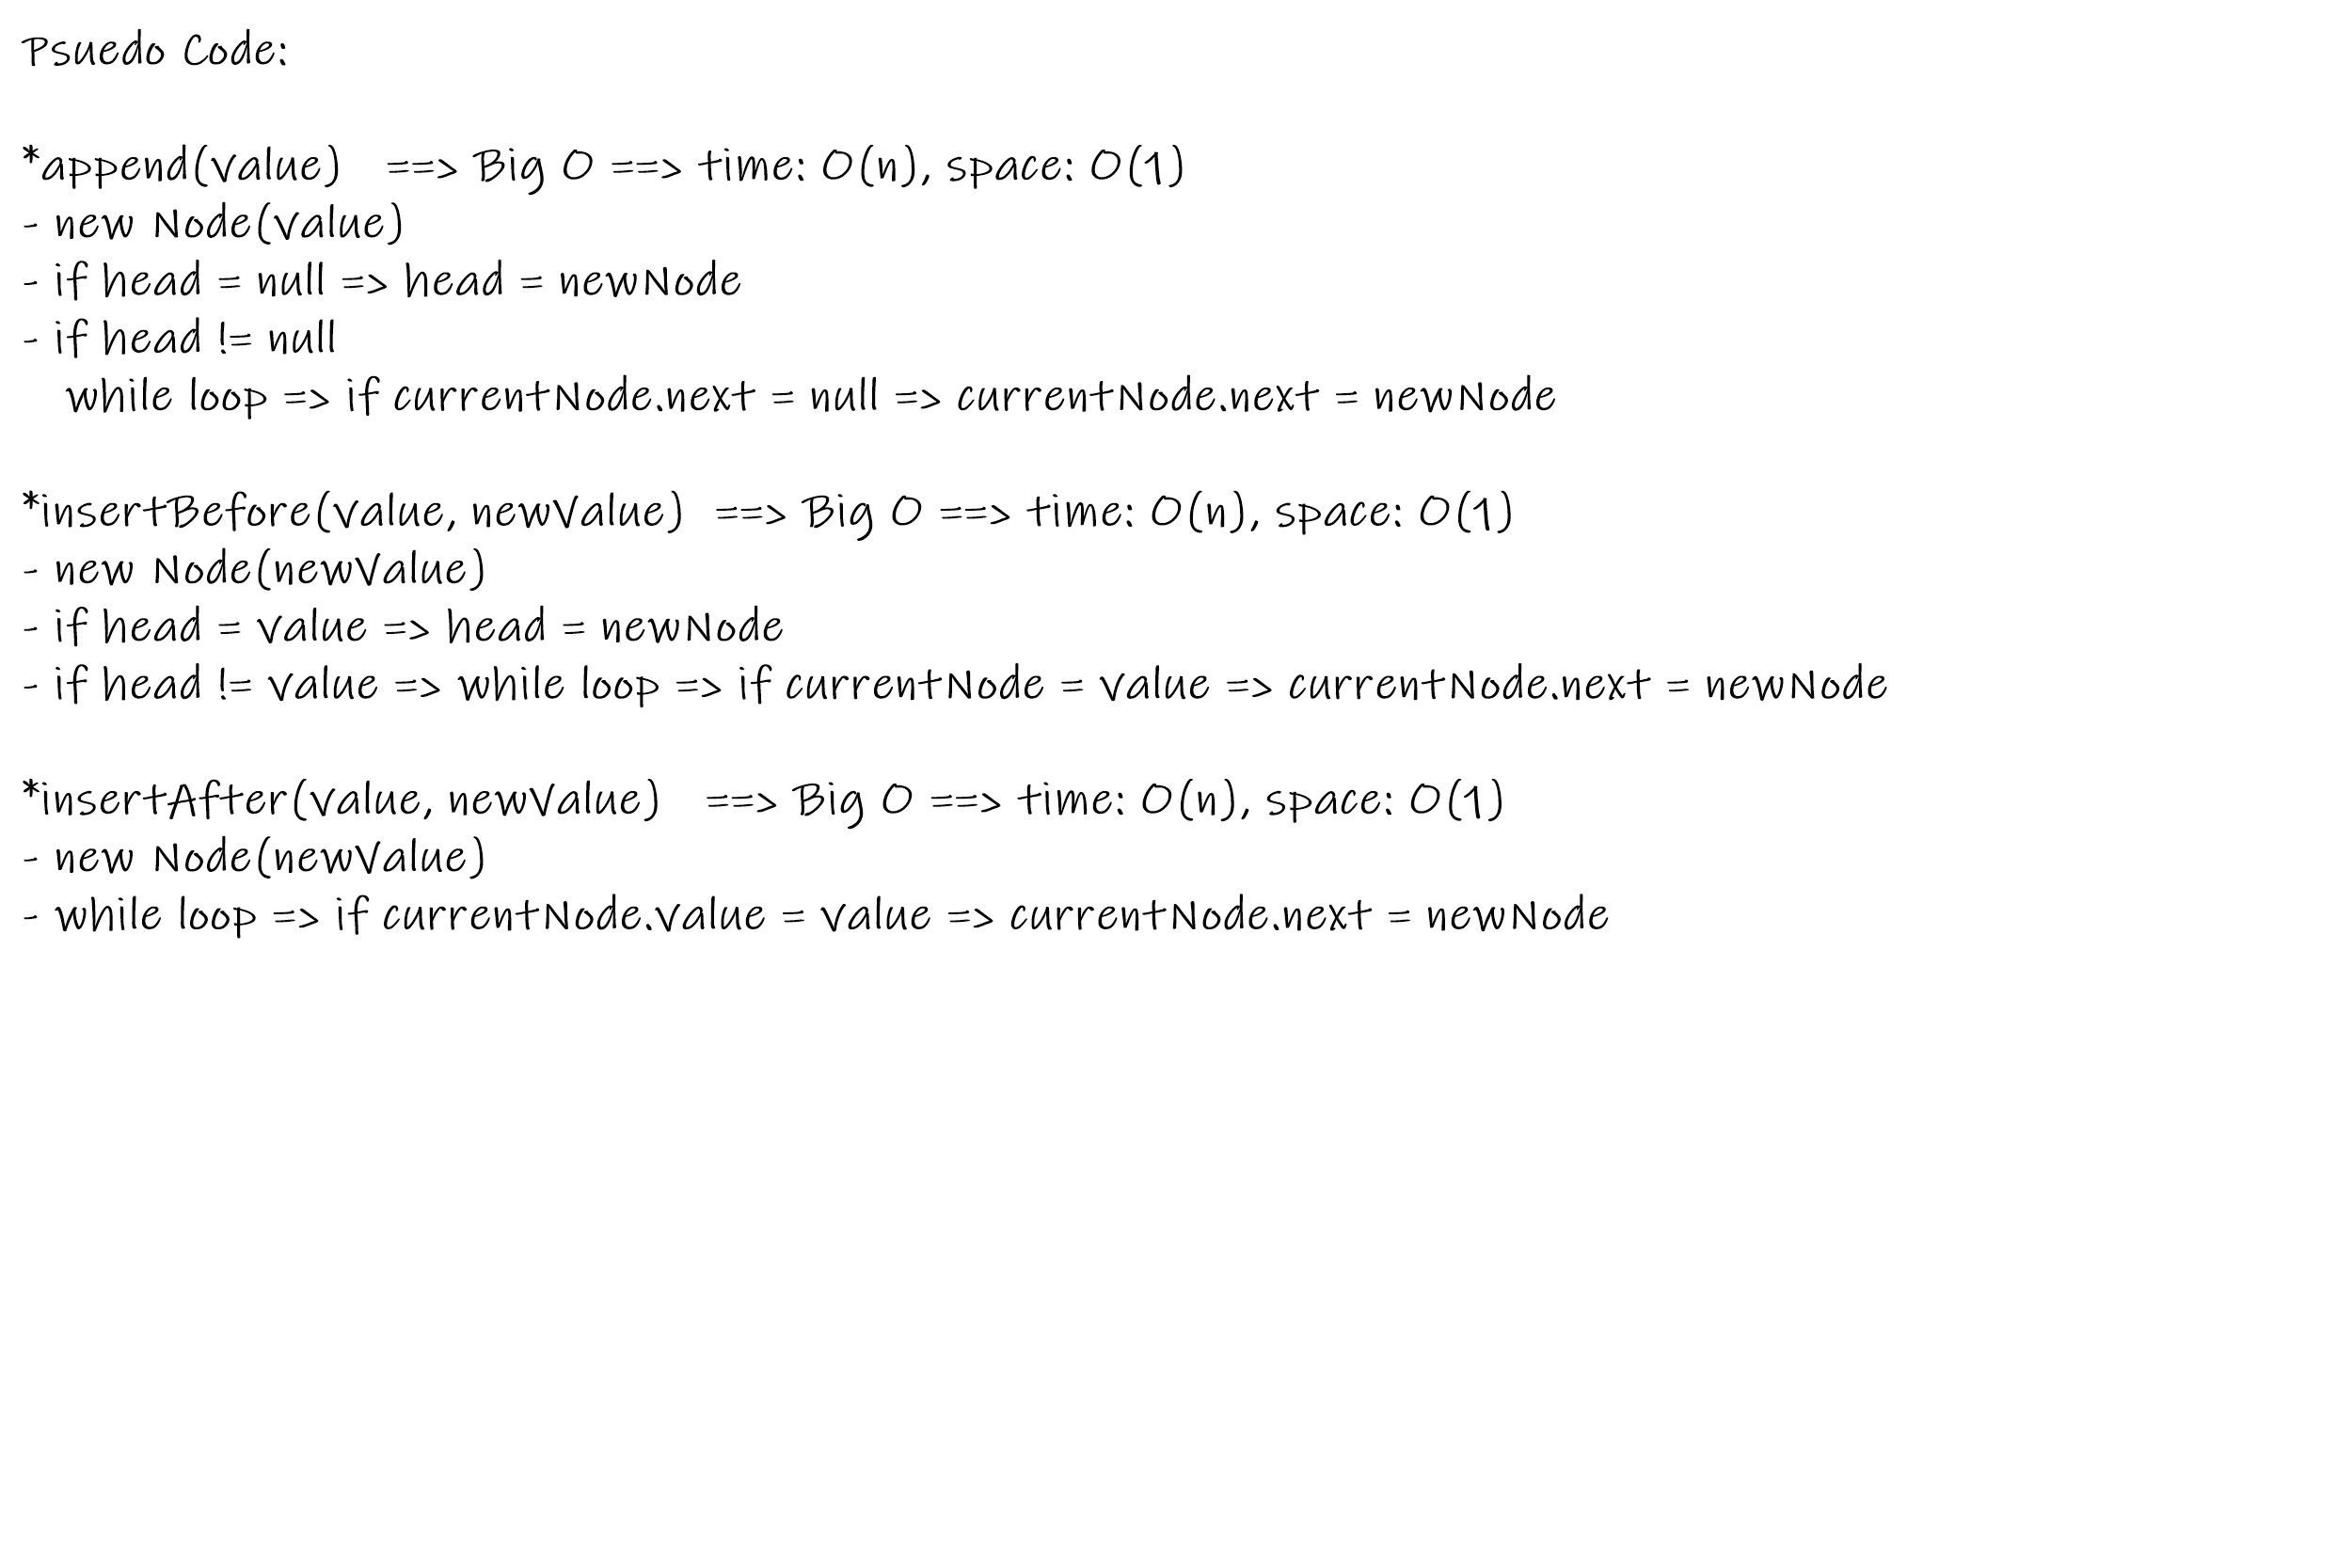 Psuedo Code:
*append(value) ==> Big O ==> time: O(n), space: O(1)
- new Node(value)
- if head = null => head = newNode
- if head != null
while loop => if currentNode.next = null => currentNode.next = newNode
*insertBefore(value, newValue) ==> Big O ==> time: O(n), space: O(1)
- new Node(newValue)
- if head = value => head = newNode
- if head != value => while loop => if currentNode = value => currentNode.next = newNode
*insertAfter(value, newValue) ==> Big O ==> time: O(n), space: O(1)
- new Node(newValue)
- while loop => if currentNode.value = value => currentNode.next = newNode